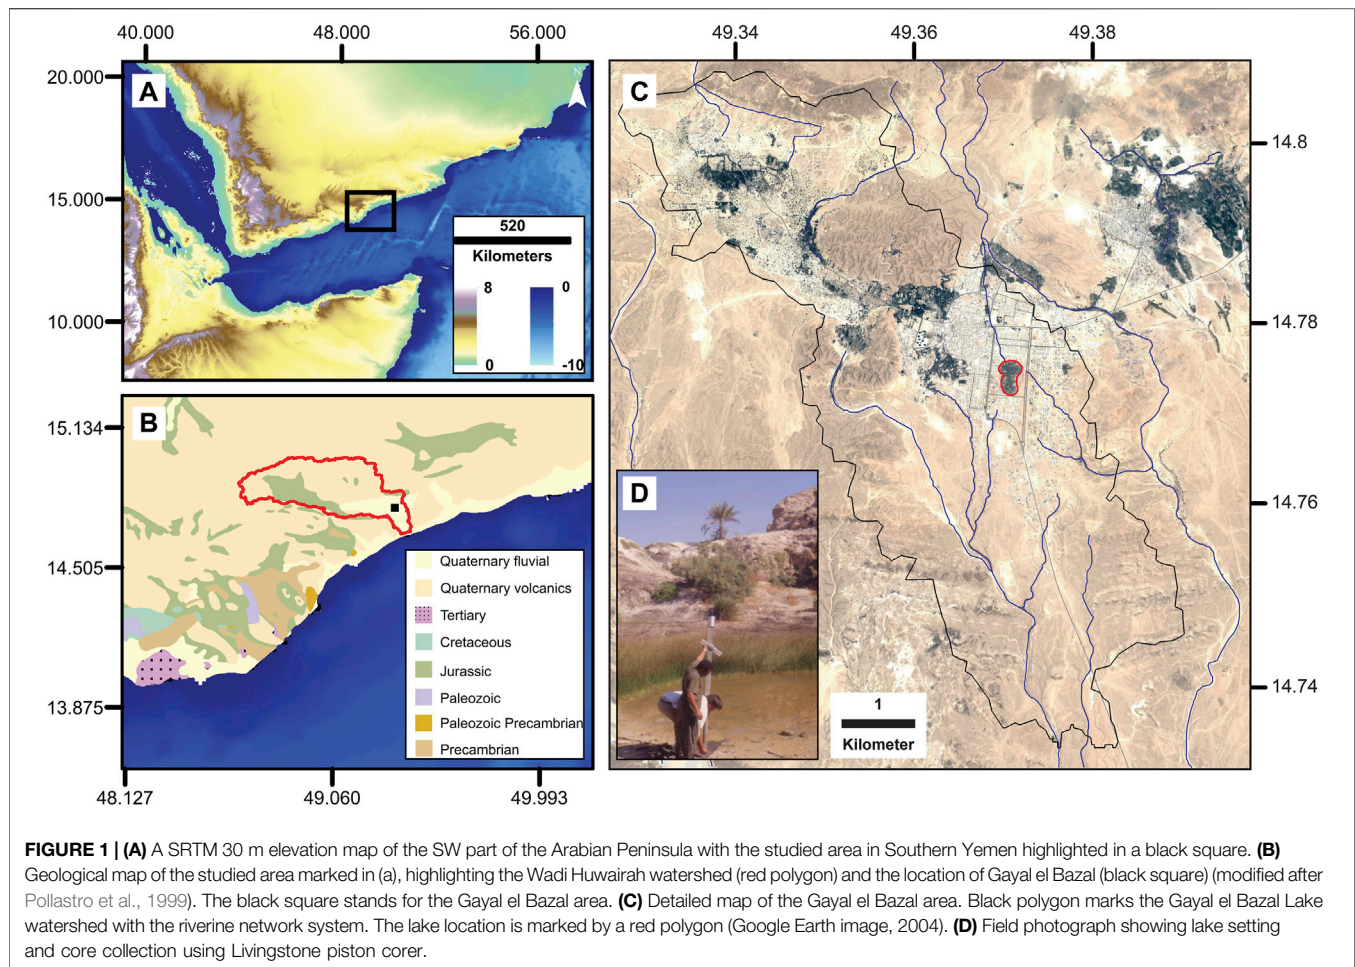 40.000
48.000
56.000
20.000
15.000
10.000
A
N
520
Kilometers
8
0
0
-10
B
15.134
14.505
13.875
48.127
49.060
49.993
Quaternary fluvial
Quaternary volcanics
Tertiary
Cretaceous
Jurassic
Paleozoic
Paleozoic Precambrian
Precambrian
49.34
49.36
49.38
C
14.8
14.78
14.76
14.74
D
1
Kilometer
FIGURE 1 | (A) A SRTM 30 m elevation map of the SW part of the Arabian Peninsula with the studied area in Southern Yemen highlighted in a black square. (B)
Geological map of the studied area marked in (a), highlighting the Wadi Huwairah watershed (red polygon) and the location of Gayal el Bazal (black square) (modified after
Pollastro et al., 1999). The black square stands for the Gayal el Bazal area. (C) Detailed map of the Gayal el Bazal area. Black polygon marks the Gayal el Bazal Lake
watershed with the riverine network system. The lake location is marked by a red polygon (Google Earth image, 2004). (D) Field photograph showing lake setting
and core collection using Livingstone piston corer.